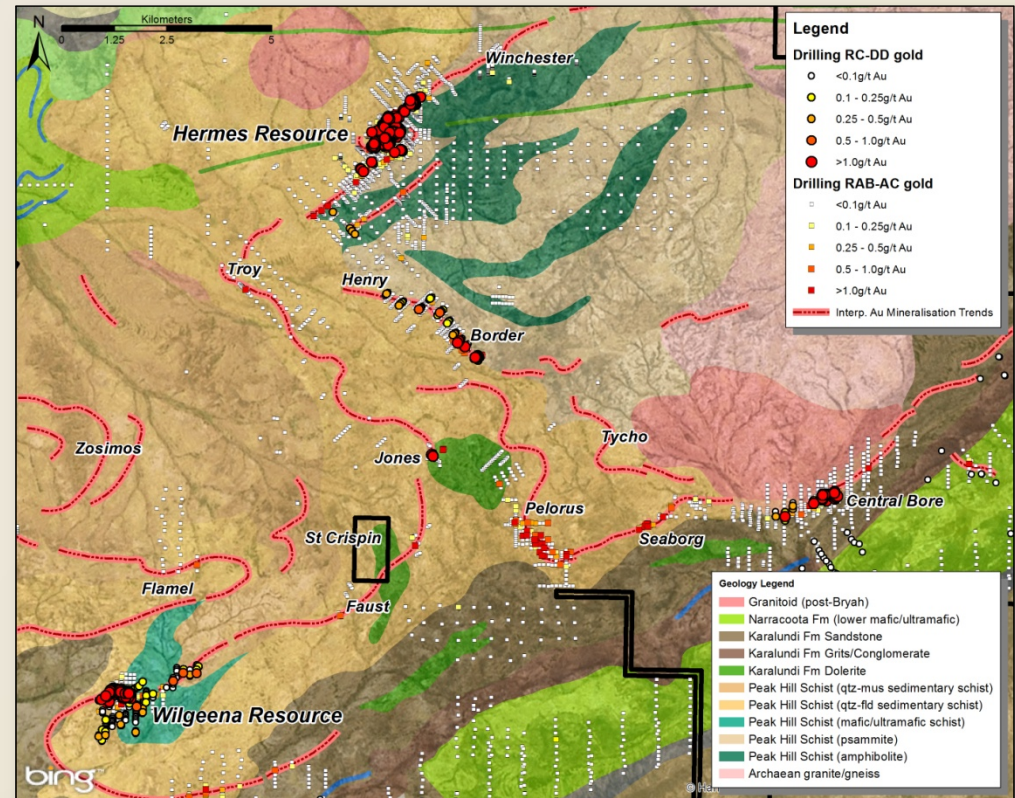 Kilometers
0 1.25 2.5 5
N
Winchester
Hermes Resource
Troy
Henry
Border
Zosimos
Jones
Tycho
Pelorus
Central Bore
Seaborg
St Crispin
Flamel
Faust
Wilgeena Resource
bing
Legend
Drilling RC-DD gold
<0.1g/t Au
0.1 - 0.25g/t Au
0.25 - 0.5g/t Au
0.5 - 1.0g/t Au
>1.0g/t Au
Drilling RAB-AC gold
<0.1g/t Au
0.1 - 0.25g/t Au
0.25 - 0.5g/t Au
0.5 - 1.0g/t Au
>1.0g/t Au
Interp. Au Mineralisation Trends
Geology Legend
Granitoid (post-Bryah)
Narracoota Fm (lower mafic/ultramafic)
Karalundi Fm Sandstone
Karalundi Fm Grits/Conglomerate
Karalundi Fm Dolerite
Peak Hill Schist (qtz-mus sedimentary schist)
Peak Hill Schist (qtz-fld sedimentary schist)
Peak Hill Schist (mafic/ultramafic schist)
Peak Hill Schist (psammite)
Peak Hill Schist (amphibolite)
Archaean granite/gneiss